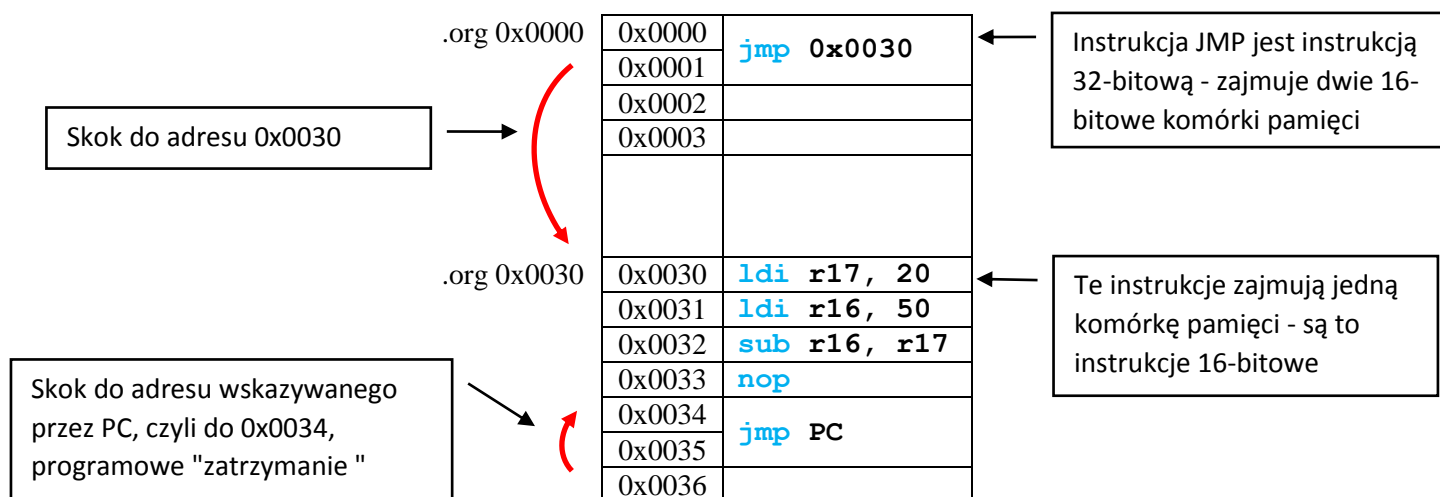 .org 0x0000
0x0000
jmp 0x0030
0x0001
0x0002
0x0003
Instrukcja JMP jest instrukcją
32-bitową - zajmuje dwie 16-
bitowe komórki pamięci
Skok do adresu 0x0030
.org 0x0030
0x0030 ldi r17, 20
0x0031 ldi r16, 50
0x0032 sub r16, r17
0x0033 nop
0x0034
jmp PC
0x0035
0x0036
Te instrukcje zajmują jedną
komórkę pamięci - są to
instrukcje 16-bitowe
Skok do adresu wskazywanego
przez PC, czyli do 0x0034,
programowe "zatrzymanie "